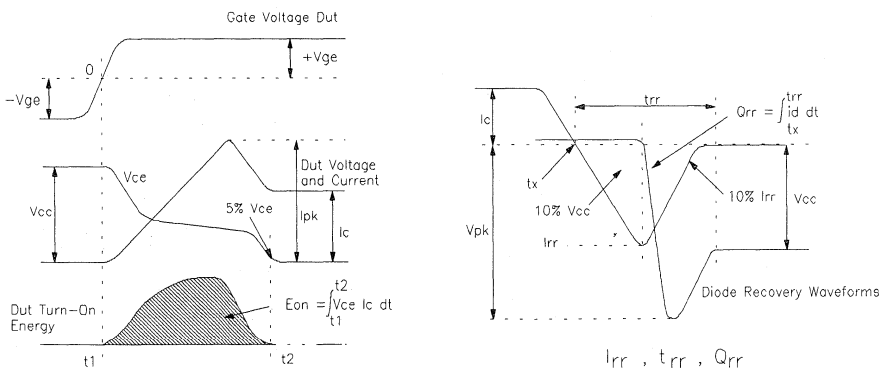 Gate Voltage Dut
0
+Vge
-Vge
Vce
Dut Voltage
and Current
Vcc
5% Vce
Ipk
Ic
Dut Turn-On
Energy
Eon = ∫ Vce Ic dt
t2
t1
t1
t2
trr
Ic
Qrr = ∫ id dt
trr
tx
tx
10% Vcc
10% Irr
Vcc
Vpk
Irr
Diode Recovery Waveforms
Irr , trr , Qrr